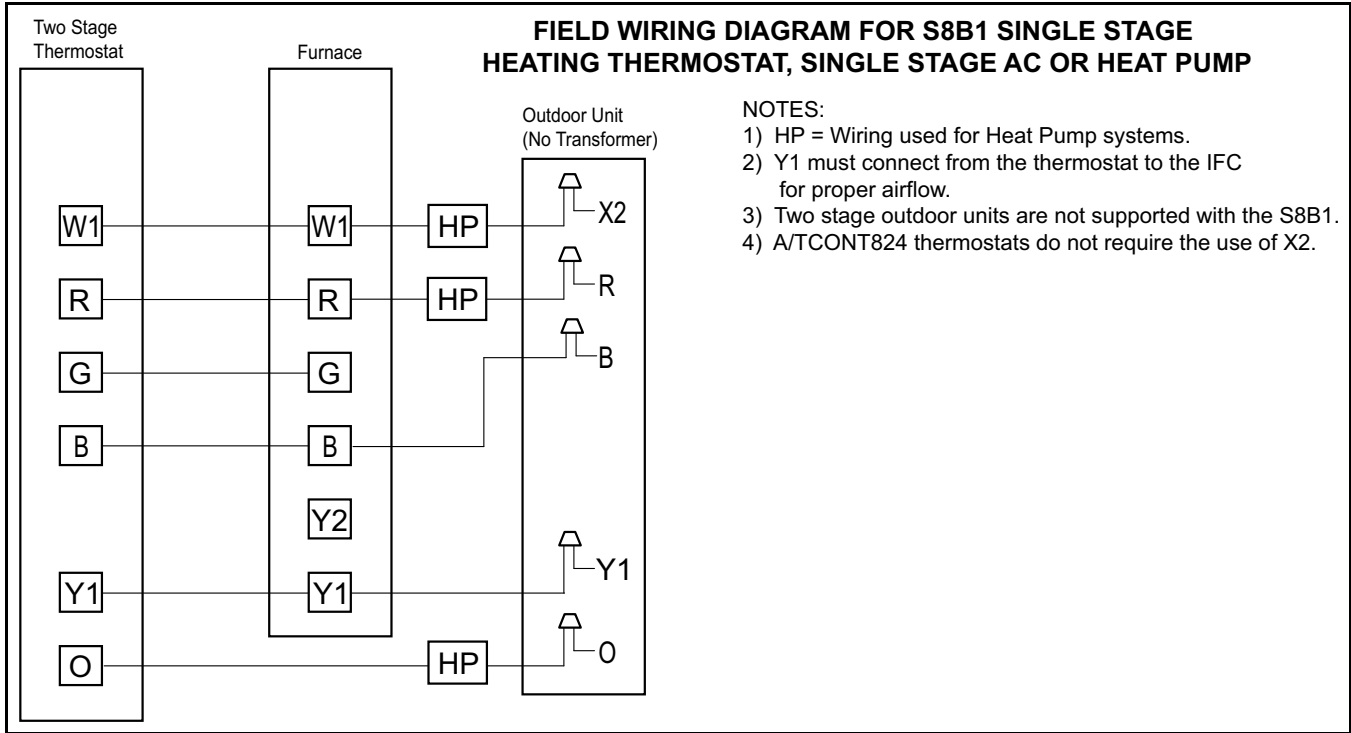 Two Stage
Thermostat
Furnace
FIELD WIRING DIAGRAM FOR S8B1 SINGLE STAGE
HEATING THERMOSTAT, SINGLE STAGE AC OR HEAT PUMP
Outdoor Unit
(No Transformer)
NOTES:
1) HP = Wiring used for Heat Pump systems.
2) Y1 must connect from the thermostat to the IFC
for proper airflow.
3) Two stage outdoor units are not supported with the S8B1.
4) A/TCONT824 thermostats do not require the use of X2.
W1 W1 HP X2
R R HP R
G G
B B B
Y2
Y1 Y1 Y1
O HP O